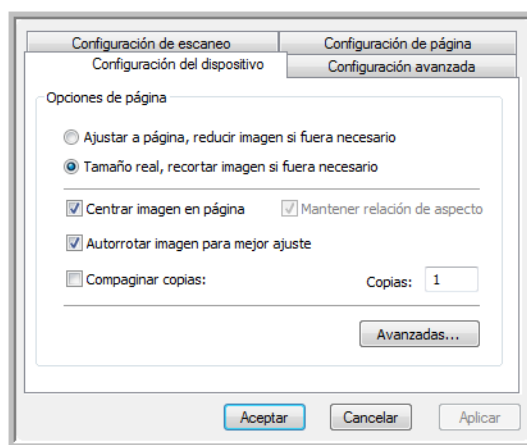 Configuración de escaneo
Configuración de página
Configuración del dispositivo
Configuración avanzada
Opciones de página
Ajustar a página, reducir imagen si fuera necesario
Tamaño real, recortar imagen si fuera necesario
Centrar imagen en página
Mantener relación de aspecto
Autorrotar imagen para mejor ajuste
Compaginar copias:
Copias: 1
Avanzadas...
Aceptar
Cancelar
Aplicar